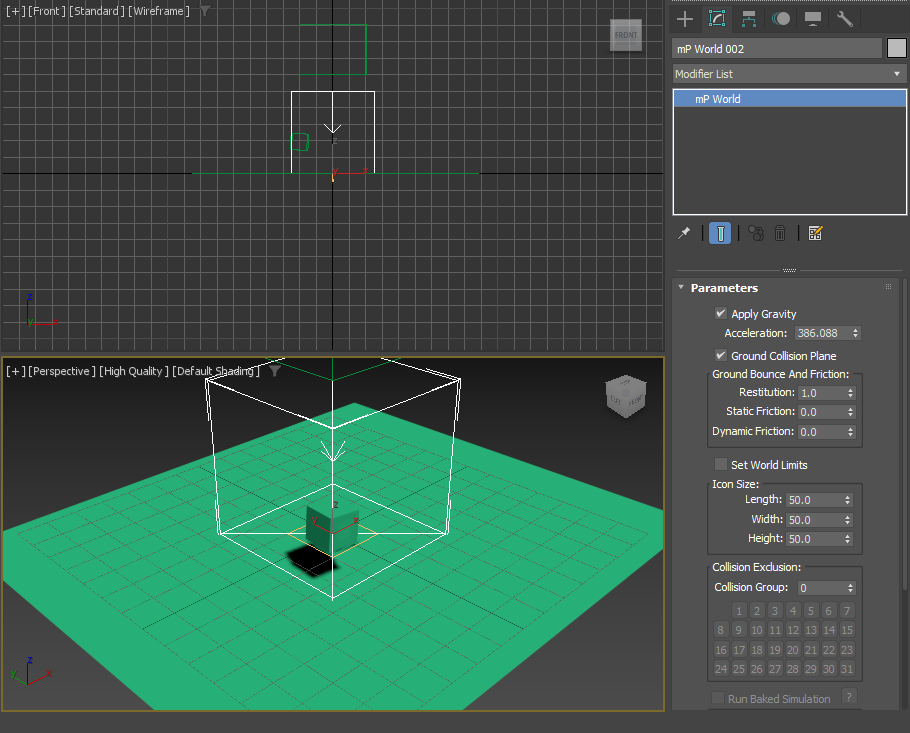 [+] [Front ] [Standard ] [Wireframe ]
FRONT
z
y x
z
y x
[+] [Perspective ] [High Quality ] [Default Shading ]
LEFT FRONT
z
y x
z
y x
mP World 002
Modifier List
mP World
Parameters
Apply Gravity
Acceleration: 386.088
Ground Collision Plane
Ground Bounce And Friction:
Restitution: 1.0
Static Friction: 0.0
Dynamic Friction: 0.0
Set World Limits
Icon Size:
Length: 50.0
Width: 50.0
Height: 50.0
Collision Exclusion:
Collision Group: 0
1 2 3 4 5 6 7
8 9 10 11 12 13 14 15
16 17 18 19 20 21 22 23
24 25 26 27 28 29 30 31
Run Baked Simulation ?